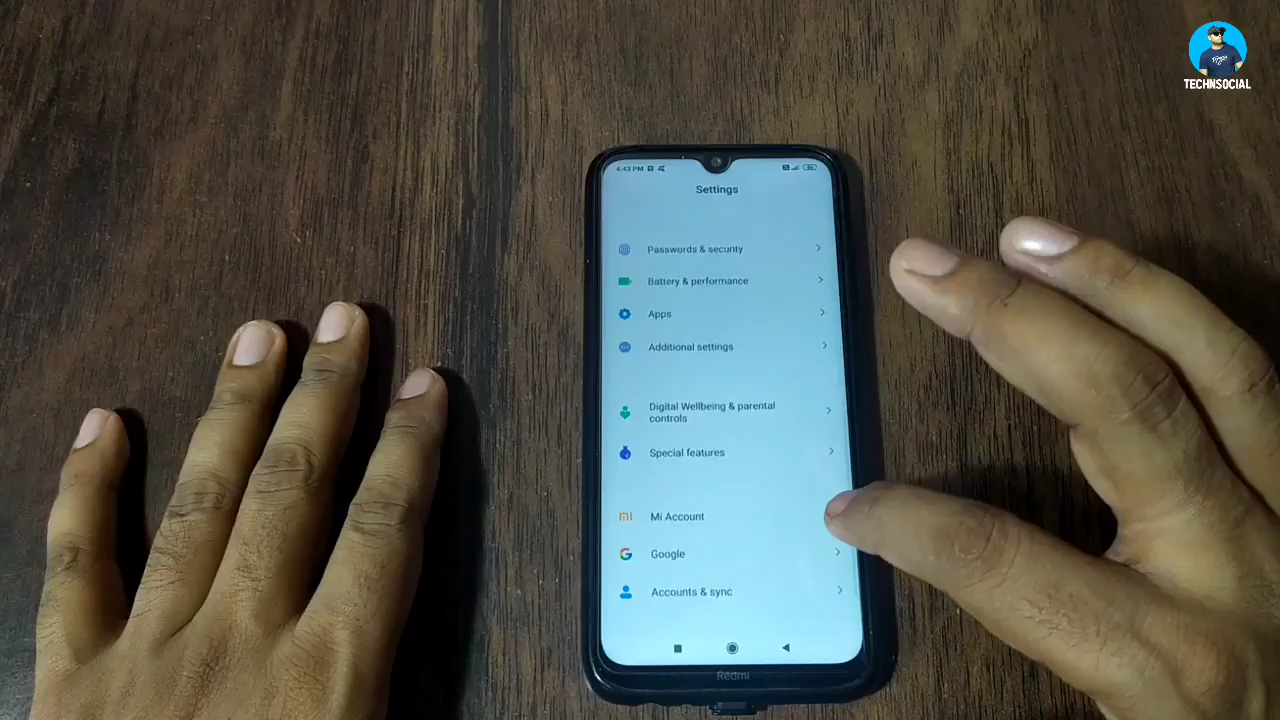 TECHNSOCIAL
4:43 PM
Settings
Passwords & security
Battery & performance
Apps
Additional settings
Digital Wellbeing & parental
controls
Special features
Mi Account
Google
Accounts & sync
Redmi